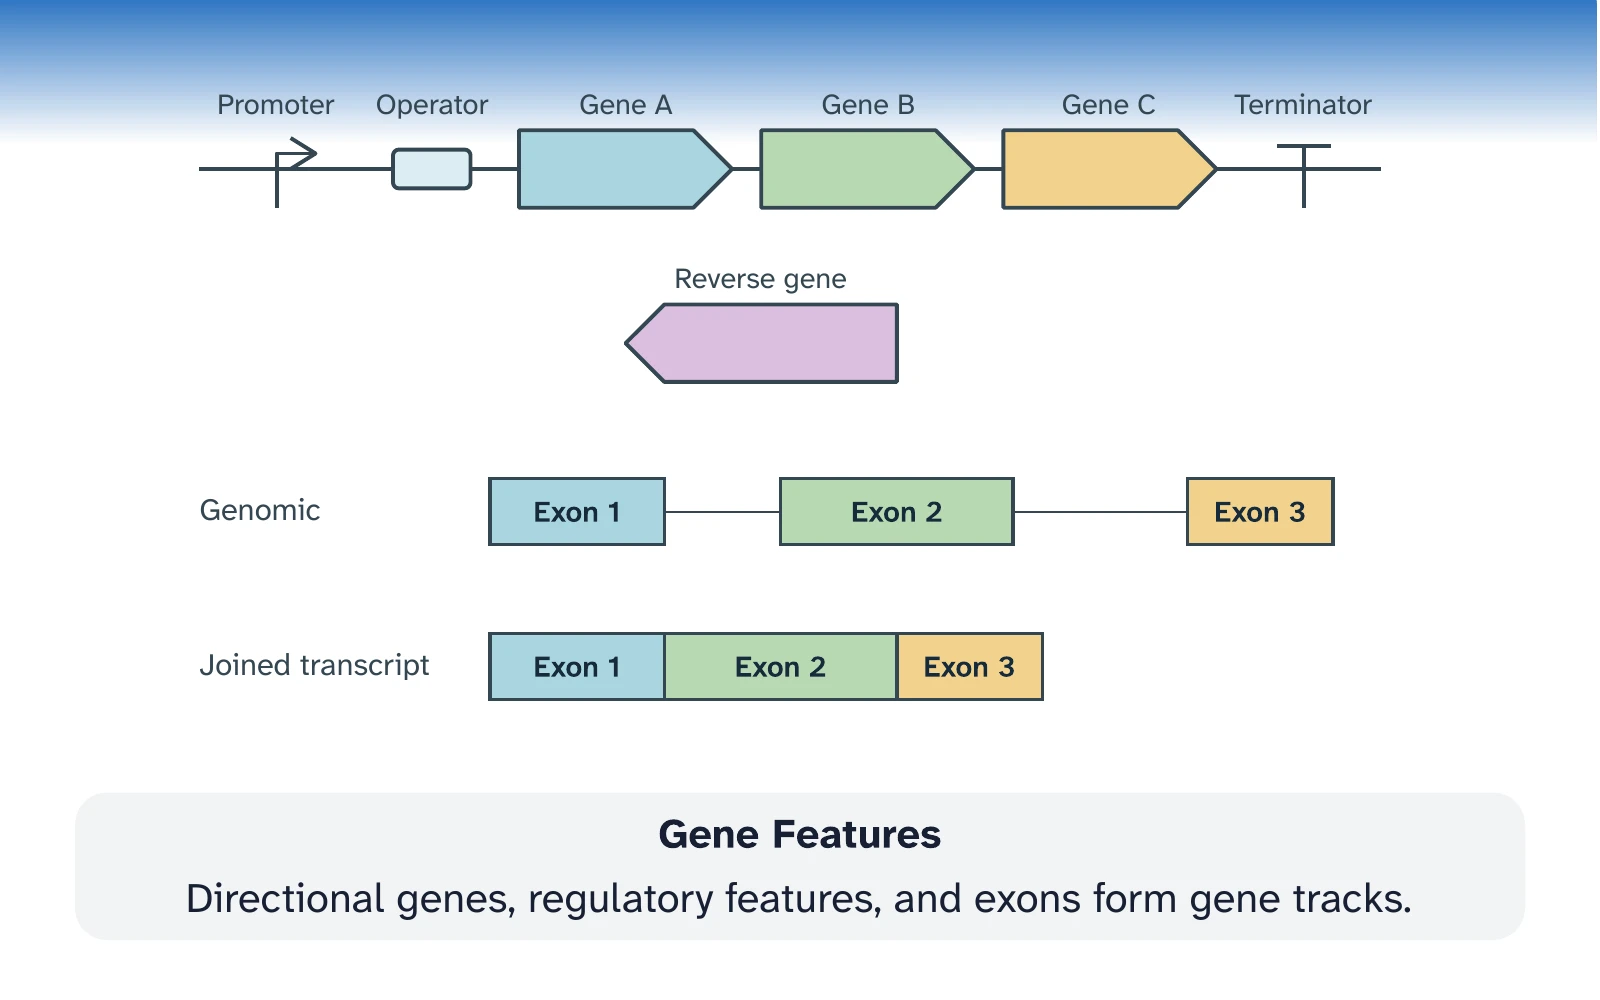 Promoter Operator Gene A Gene B Gene C Terminator
Reverse gene
Genomic Exon 1 Exon 2 Exon 3
Joined transcript Exon 1 Exon 2 Exon 3
Gene Features
Directional genes, regulatory features, and exons form gene tracks.